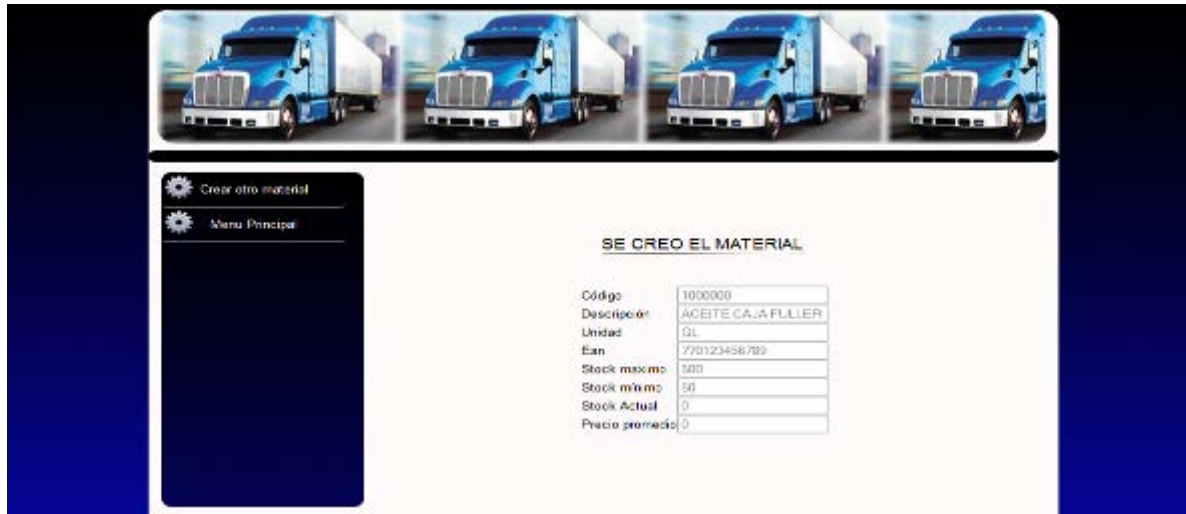 Crear otro material
Menu Principal
SE CREO EL MATERIAL
Código 1000000
Descripción ACEITE CAJA FULLER
Unidad GL
Ean 770123456789
Stock maximo 500
Stock mínimo 50
Stock Actual 0
Precio promedio 0